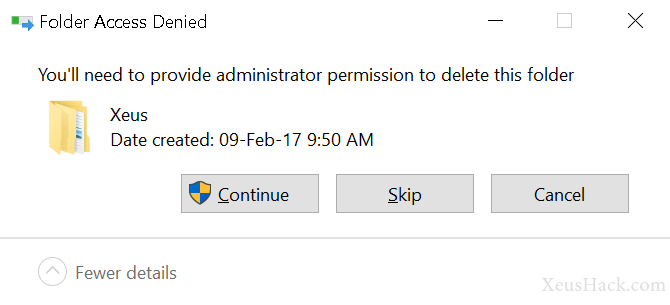 Folder Access Denied
You'll need to provide administrator permission to delete this folder
Xeus
Date created: 09-Feb-17 9:50 AM
Continue Skip Cancel
Fewer details
XeusHack.com